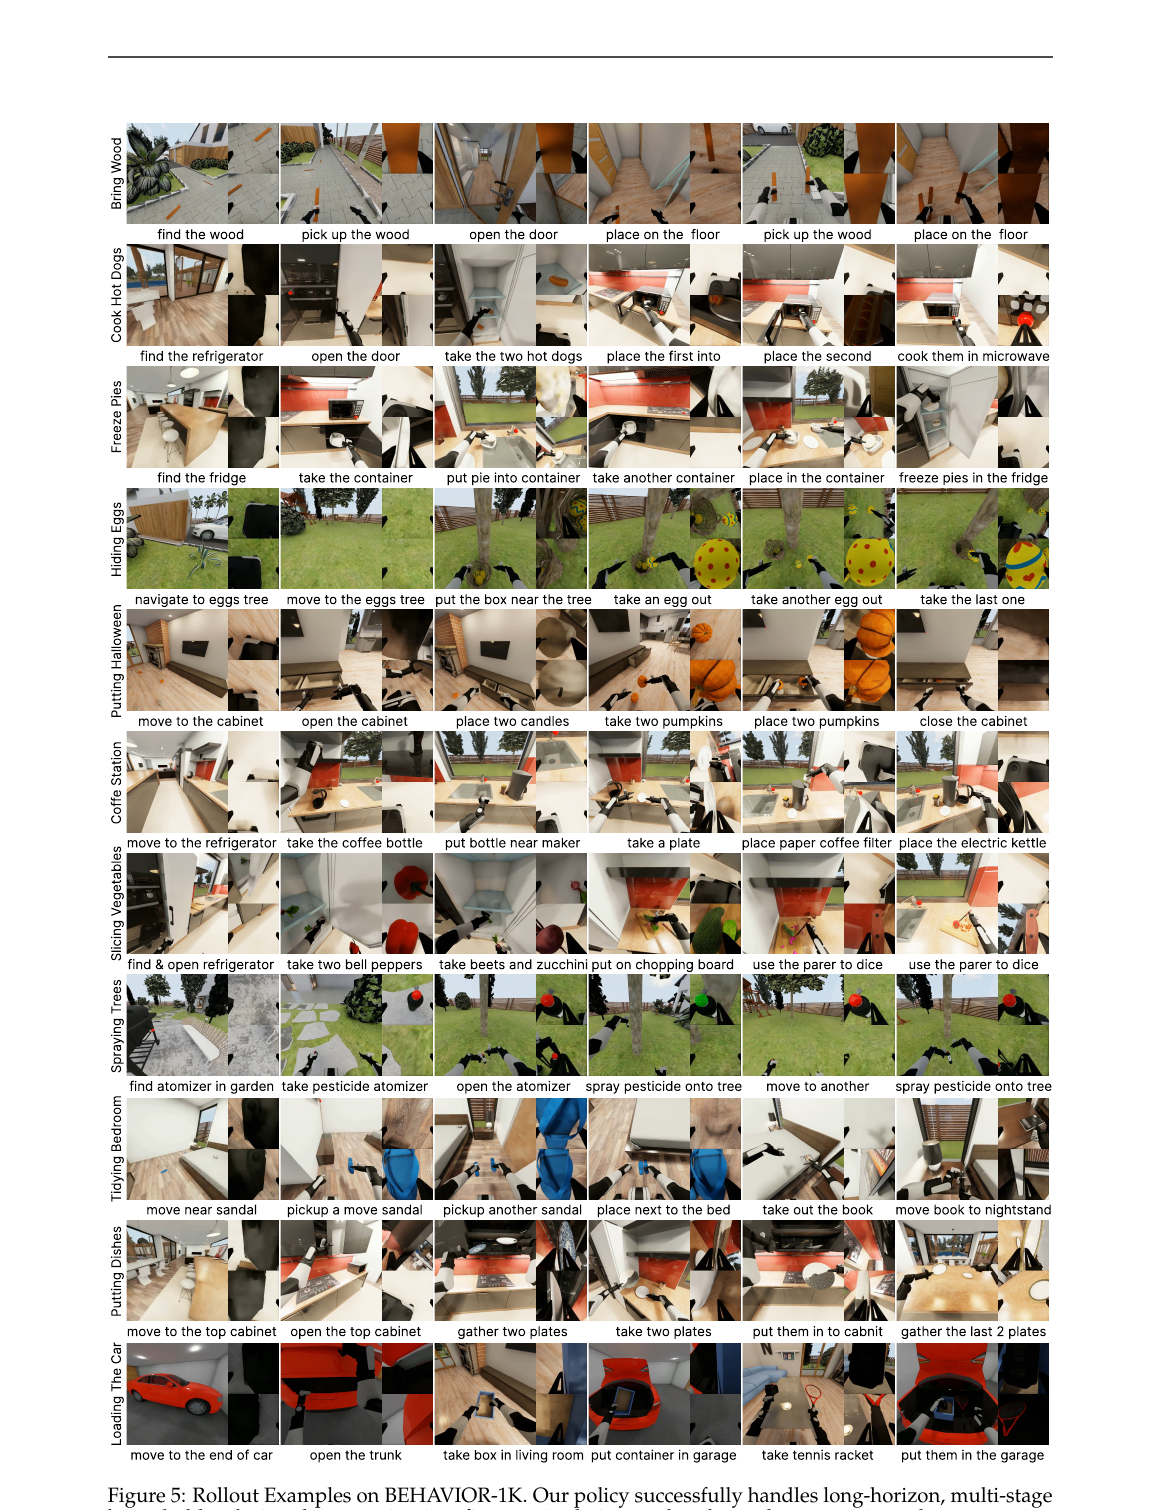 Bring Wood
find the wood
pick up the wood
open the door
place on the floor
pick up the wood
place on the floor
Cook Hot Dogs
find the refrigerator
open the door
take the two hot dogs
place the first into
place the second
cook them in microwave
Freeze Pies
find the fridge
take the container
put pie into container
take another container
place in the container
freeze pies in the fridge
Hiding Eggs
navigate to eggs tree
move to the eggs tree
put the box near the tree
take an egg out
take another egg out
take the last one
Putting Halloween
move to the cabinet
open the cabinet
place two candles
take two pumpkins
place two pumpkins
close the cabinet
Coffe Station
move to the refrigerator
take the coffee bottle
put bottle near maker
take a plate
place paper coffee filter
place the electric kettle
Slicing Vegetables
find & open refrigerator
take two bell peppers
take beets and zucchini
put on chopping board
use the parer to dice
use the parer to dice
Spraying Trees
find atomizer in garden
take pesticide atomizer
open the atomizer
spray pesticide onto tree
move to another
spray pesticide onto tree
Tidying Bedroom
move near sandal
pickup a move sandal
pickup another sandal
place next to the bed
take out the book
move book to nightstand
Putting Dishes
move to the top cabinet
open the top cabinet
gather two plates
take two plates
put them in to cabnit
gather the last 2 plates
Loading The Car
move to the end of car
open the trunk
take box in living room
put container in garage
take tennis racket
put them in the garage
Figure 5: Rollout Examples on BEHAVIOR-1K. Our policy successfully handles long-horizon, multi-stage